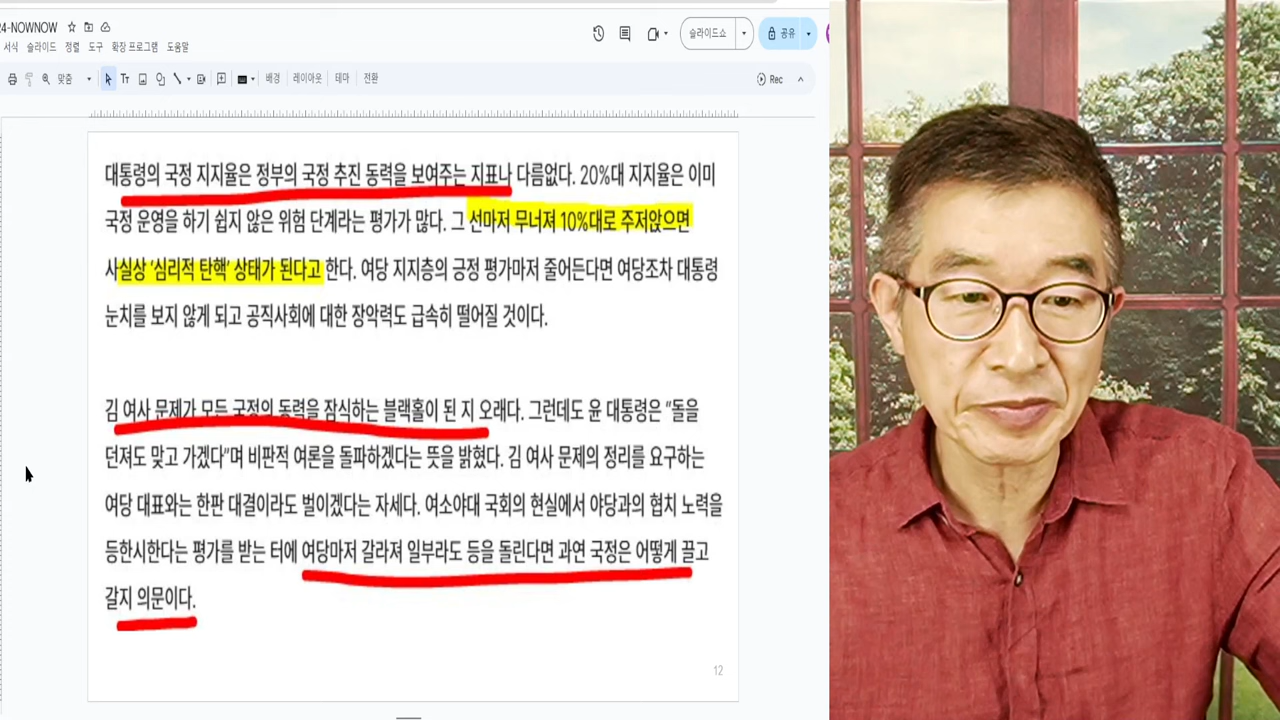 24-NOWNOW
서식 슬라이드 정렬 도구 확장 프로그램 도움말
슬라이드쇼
공유
맞춤
배경 레이아웃 테마 전환
Rec
대통령의 국정 지지율은 정부의 국정 추진 동력을 보여주는 지표나 다름없다. 20%대 지지율은 이미
국정 운영을 하기 쉽지 않은 위험 단계라는 평가가 많다. 그 선마저 무너져 10%대로 주저앉으면
사실상 ‘심리적 탄핵’ 상태가 된다고 한다. 여당 지지층의 긍정 평가마저 줄어든다면 여당조차 대통령
눈치를 보지 않게 되고 공직사회에 대한 장악력도 급속히 떨어질 것이다.
김 여사 문제가 모든 국정의 동력을 잠식하는 블랙홀이 된 지 오래다. 그런데도 윤 대통령은 “돌을
던져도 맞고 가겠다”며 비판적 여론을 돌파하겠다는 뜻을 밝혔다. 김 여사 문제의 정리를 요구하는
여당 대표와는 한판 대결이라도 벌이겠다는 자세다. 여소야대 국회의 현실에서 야당과의 협치 노력을
등한시한다는 평가를 받는 터에 여당마저 갈라져 일부라도 등을 돌린다면 과연 국정은 어떻게 끌고
갈지 의문이다.
12